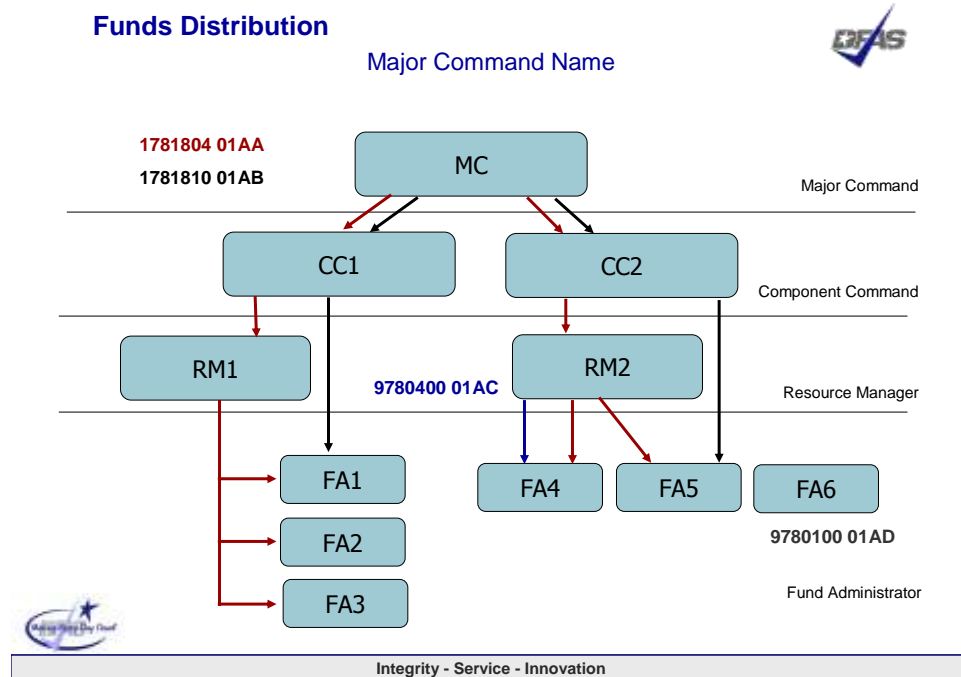 Funds Distribution
DFAS
Major Command Name
1781804 01AA
1781810 01AB
MC
Major Command
CC1
CC2
Component Command
RM1
RM2
9780400 01AC
Resource Manager
FA1
FA4
FA5
FA6
FA2
9780100 01AD
FA3
Fund Administrator
Integrity - Service - Innovation